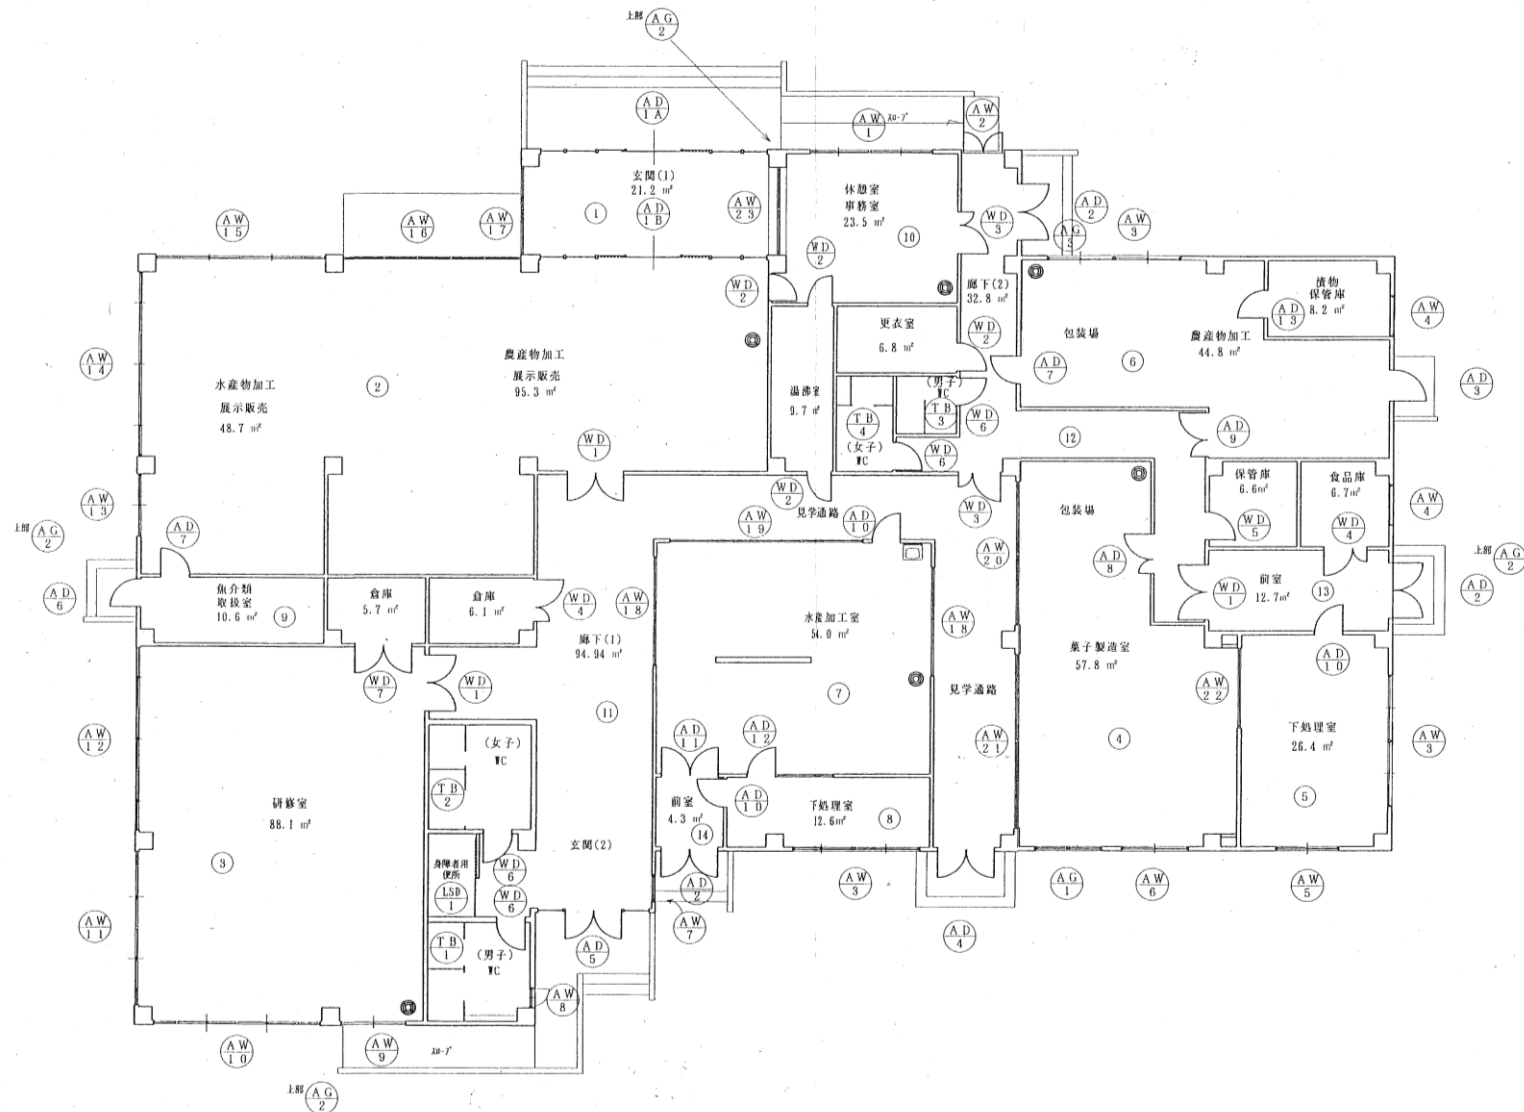 上部
AG
2
AD
1A
AW
1
スロープ
AW
2
玄関(1)
21.2 ㎡
1
AD
1B
AW
23
休憩室
事務室
23.5 ㎡
10
WD
3
AD
2
AG
3
AW
3
AW
15
AW
16
AW
17
WD
2
WD
2
廊下(2)
32.8 ㎡
漬物
保管庫
8.2 ㎡
AD
13
AW
4
更衣室
6.8 ㎡
WD
2
包装場
6
農産物加工
44.8 ㎡
AD
7
AD
3
AW
14
水産物加工
展示販売
48.7 ㎡
2
農産物加工
展示販売
95.3 ㎡
湯沸室
9.7 ㎡
(男子)
WC
TB
3
TB
4
(女子)
WC
WD
6
WD
6
12
AD
9
WD
1
WD
2
見学通路
AW
19
AD
10
WD
3
包装場
保管庫
6.6㎡
WD
5
食品庫
6.7㎡
WD
4
AW
4
AW
13
上部
AG
2
AD
7
AW
20
AD
8
上部
AG
2
AD
6
魚介類
取扱室
10.6 ㎡
9
倉庫
5.7 ㎡
倉庫
6.1 ㎡
WD
4
AW
18
水産加工室
54.0 ㎡
AW
18
WD
1
前室
12.7㎡
13
AD
2
廊下(1)
94.94 ㎡
菓子製造室
57.8 ㎡
AD
10
WD
7
WD
1
11
7
見学通路
AW
22
下処理室
26.4 ㎡
AW
12
(女子)
WC
AD
11
AD
12
AW
21
4
AW
3
TB
2
研修室
88.1 ㎡
3
前室
4.3 ㎡
14
AD
10
下処理室
12.6㎡
8
5
玄関(2)
身障者用
便所
LSD
1
WD
6
WD
6
AD
2
AW
7
AW
3
AG
1
AW
6
AW
5
AW
11
TB
1
(男子)
WC
AD
5
AD
4
AW
8
AW
10
AW
9
スロープ
上部
AG
2